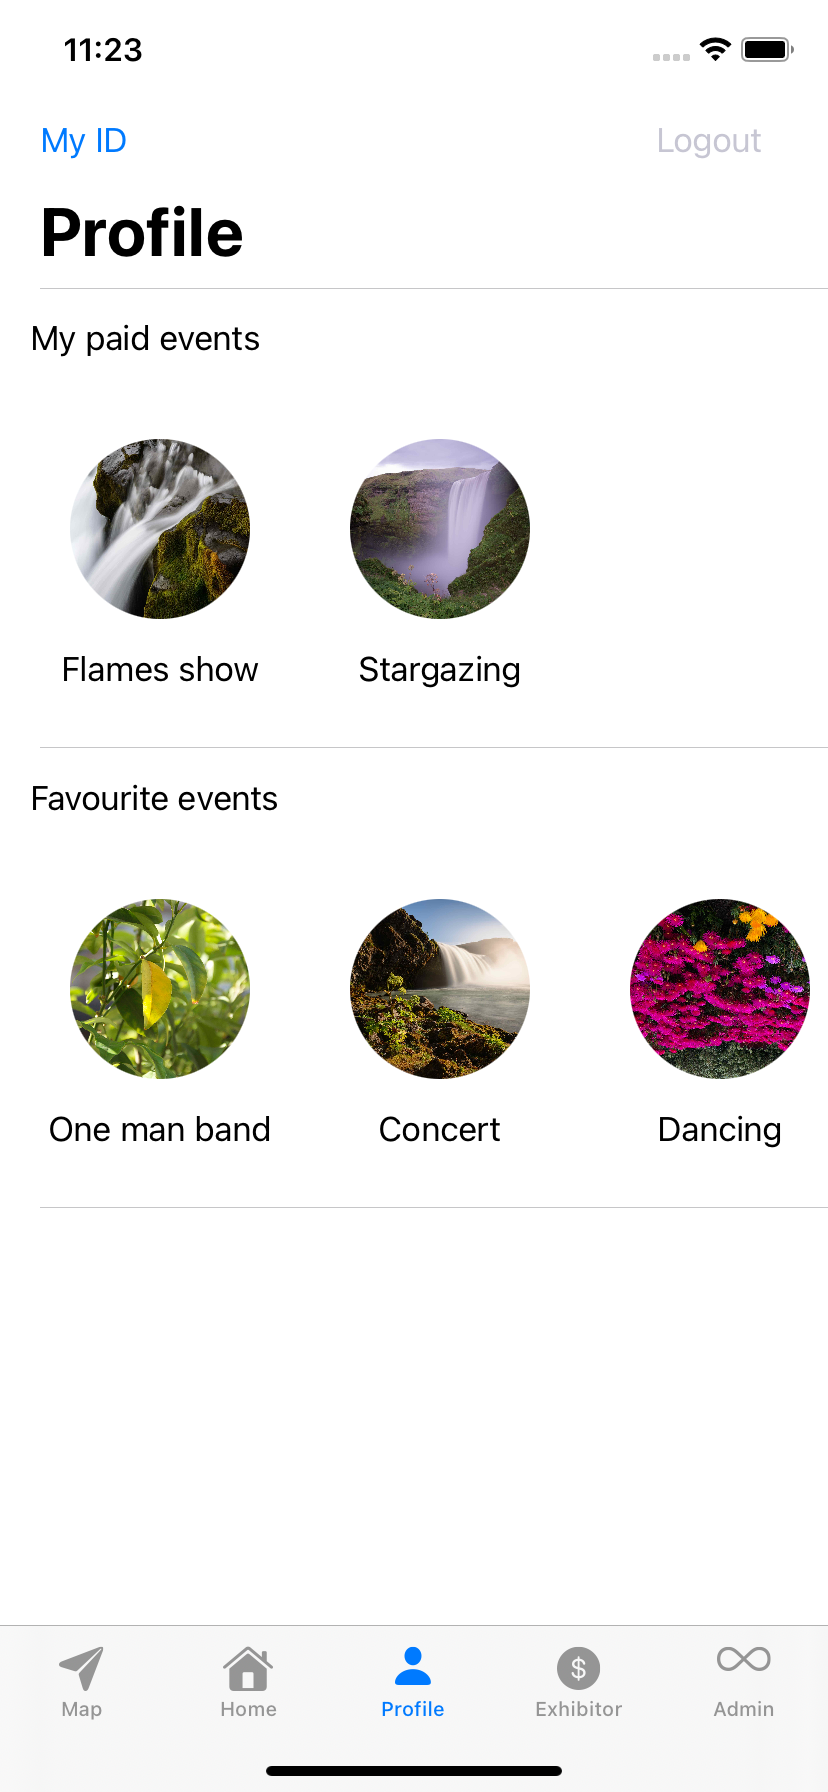 11:23
My ID Logout
Profile
My paid events
Flames show Stargazing
Favourite events
One man band Concert Dancing
$
Map Home Profile Exhibitor Admin